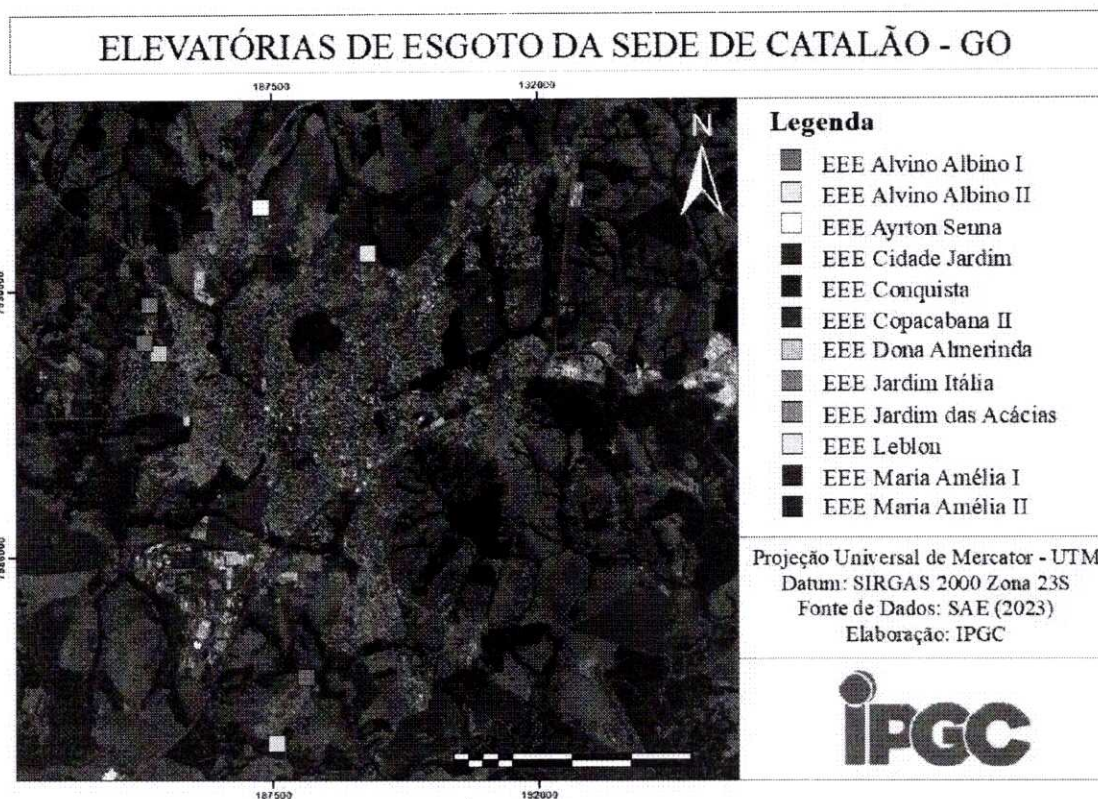 ELEVATÓRIAS DE ESGOTO DA SEDE DE CATALÃO - GO
187500
192000
N
Legenda
EEE Alvino Albino I
EEE Alvino Albino II
EEE Ayrton Senna
EEE Cidade Jardim
EEE Conquista
EEE Copacabana II
EEE Dona Almerinda
EEE Jardim Itália
EEE Jardim das Acácias
EEE Leblon
EEE Maria Amélia I
EEE Maria Amélia II
Projeção Universal de Mercator - UTM
Datum: SIRGAS 2000 Zona 23S
Fonte de Dados: SAE (2023)
Elaboração: IPGC
iPGC
187500
192000